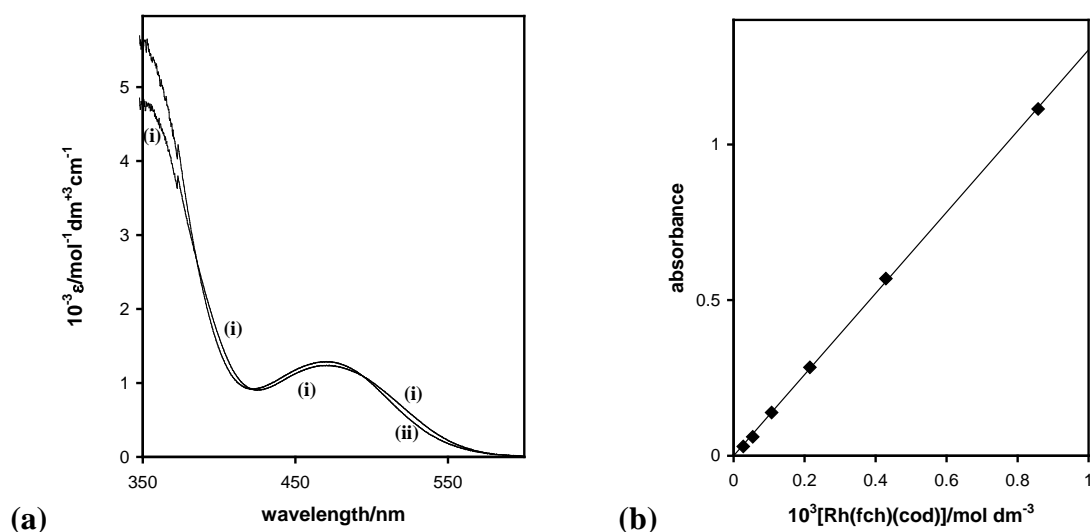 5
4
3
2
1
0
10⁻³ε/mol⁻¹dm⁺³cm⁻¹
(i)
(i)
(i)
(i)
(ii)
350
450
550
wavelength/nm
(a)
1
0.5
0
absorbance
0
0.2
0.4
0.6
0.8
1
10³[Rh(fch)(cod)]/mol dm⁻³
(b)